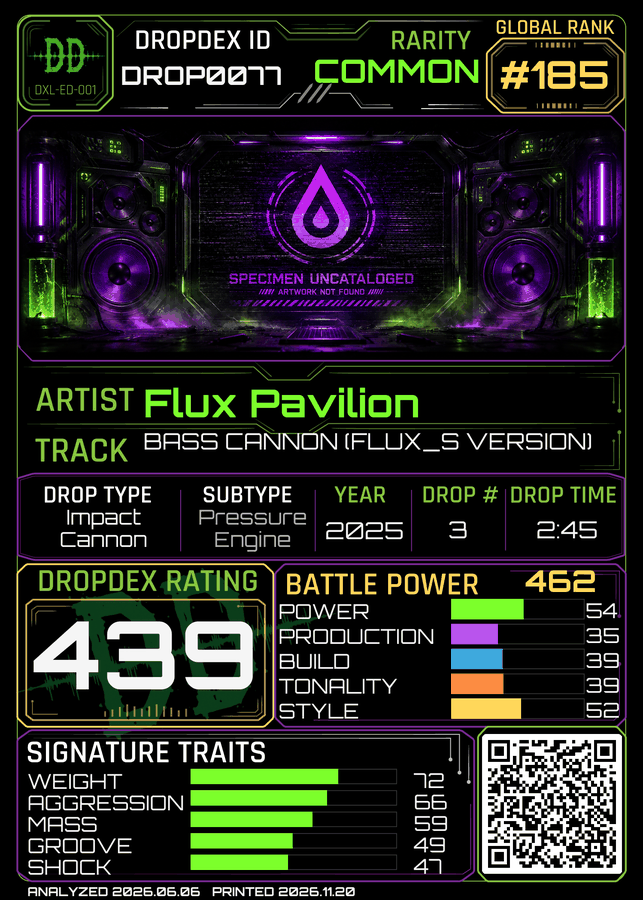 DD
DXL-ED-001
DROPDEX ID
DROP0077
RARITY
COMMON
GLOBAL RANK
#185
SPECIMEN UNCATALOGED
ARTWORK NOT FOUND
ARTIST Flux Pavilion
TRACK BASS CANNON (FLUX_S VERSION)
DROP TYPE
Impact
Cannon
SUBTYPE
Pressure
Engine
YEAR
2025
DROP #
3
DROP TIME
2:45
DROPDEX RATING
439
BATTLE POWER 462
POWER 54
PRODUCTION 35
BUILD 39
TONALITY 39
STYLE 52
SIGNATURE TRAITS
WEIGHT 72
AGGRESSION 66
MASS 59
GROOVE 49
SHOCK 47
ANALYZED 2026.06.06 PRINTED 2026.11.20